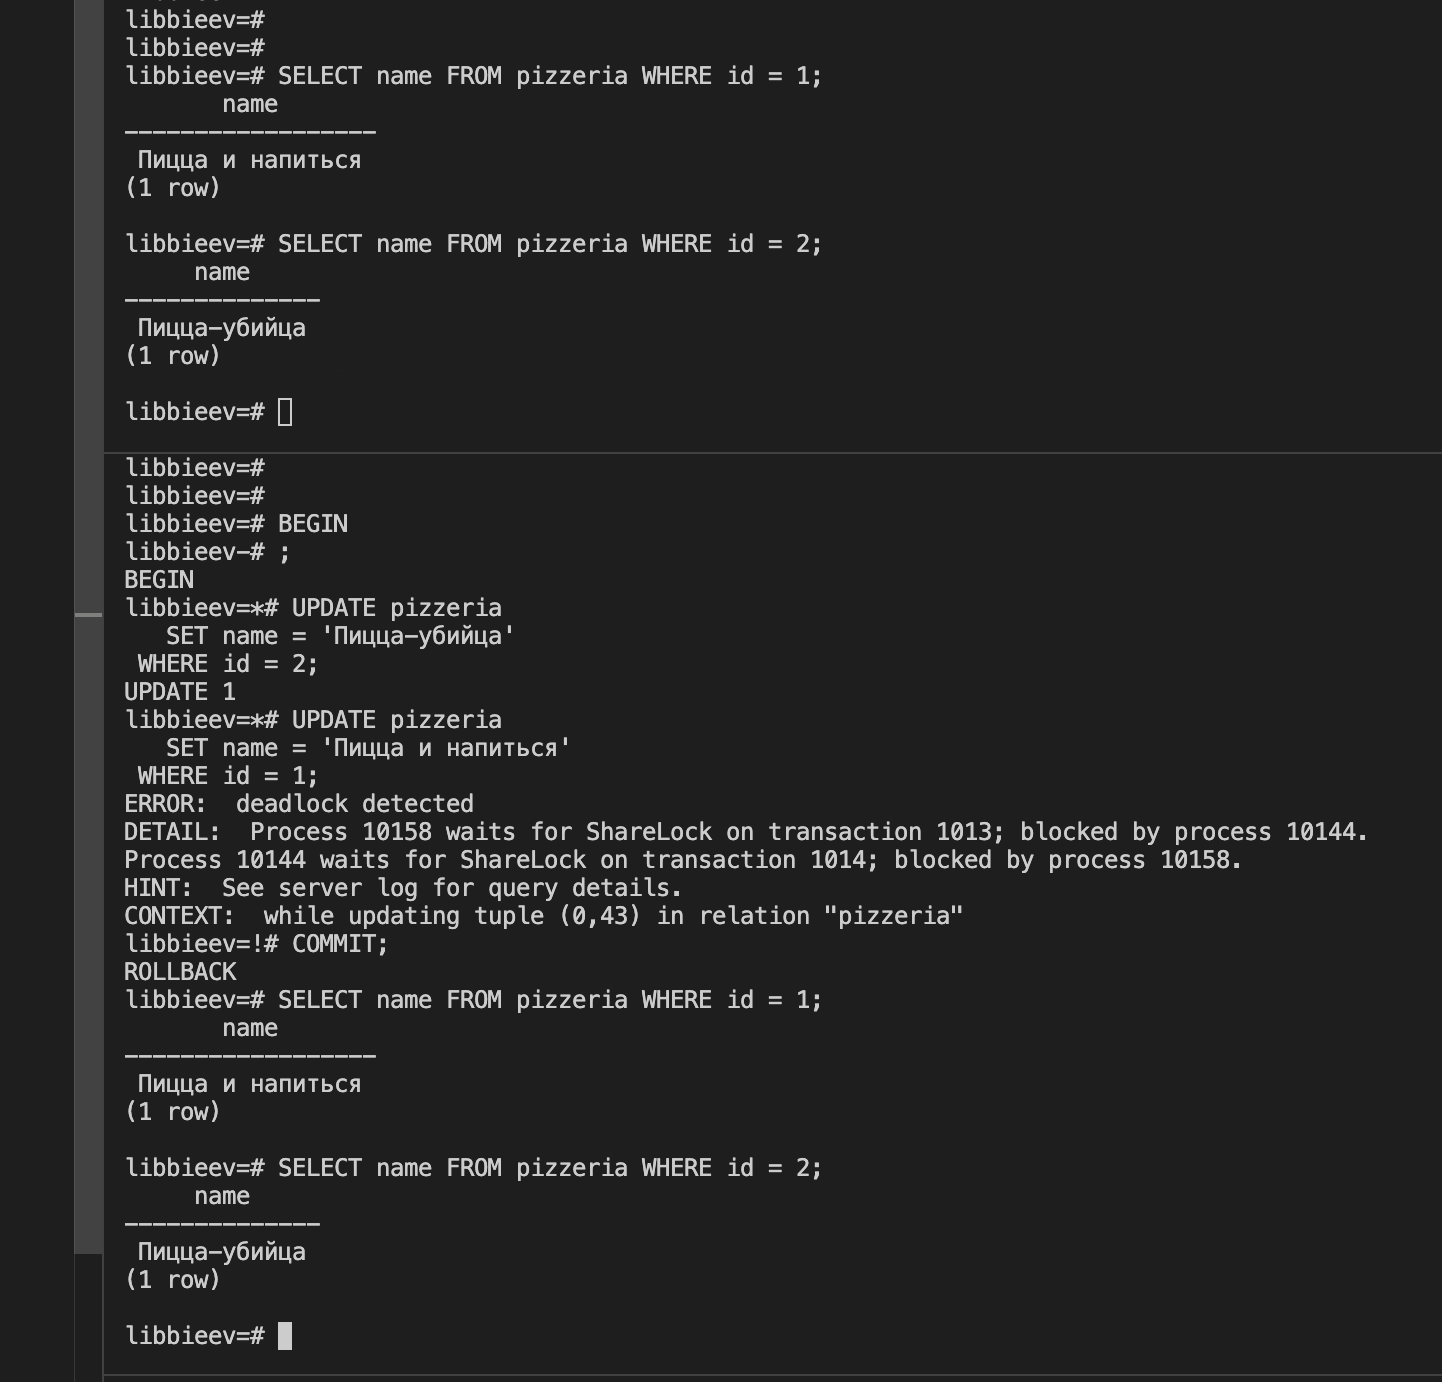 libbieev=#
libbieev=#
libbieev=# SELECT name FROM pizzeria WHERE id = 1;
name
------------------
Пицца и напиться
(1 row)
libbieev=# SELECT name FROM pizzeria WHERE id = 2;
name
--------------
Пицца-убийца
(1 row)
libbieev=#
libbieev=#
libbieev=#
libbieev=# BEGIN
libbieev-# ;
BEGIN
libbieev=*# UPDATE pizzeria
SET name = 'Пицца-убийца'
WHERE id = 2;
UPDATE 1
libbieev=*# UPDATE pizzeria
SET name = 'Пицца и напиться'
WHERE id = 1;
ERROR:  deadlock detected
DETAIL:  Process 10158 waits for ShareLock on transaction 1013; blocked by process 10144.
Process 10144 waits for ShareLock on transaction 1014; blocked by process 10158.
HINT:  See server log for query details.
CONTEXT:  while updating tuple (0,43) in relation "pizzeria"
libbieev=!# COMMIT;
ROLLBACK
libbieev=# SELECT name FROM pizzeria WHERE id = 1;
name
------------------
Пицца и напиться
(1 row)
libbieev=# SELECT name FROM pizzeria WHERE id = 2;
name
--------------
Пицца-убийца
(1 row)
libbieev=#